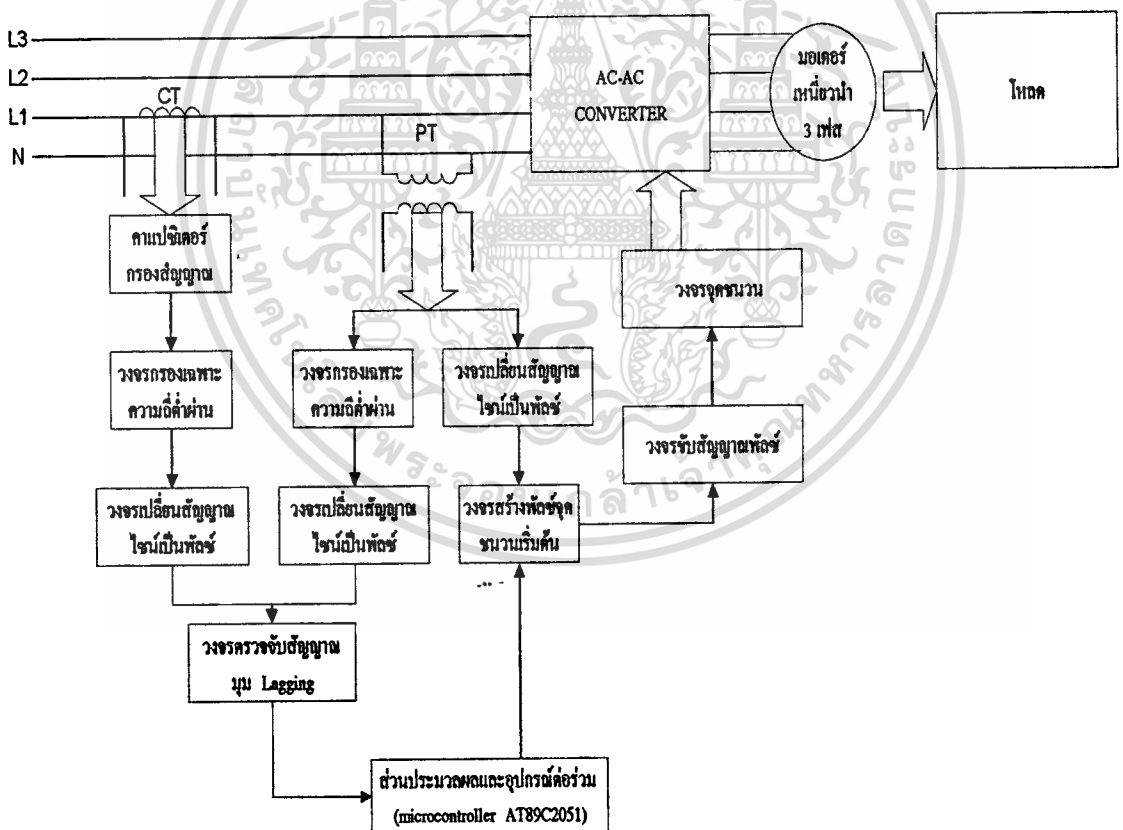 L3
L2
L1
N
CT
PT
AC-AC
CONVERTER
มอเตอร์
เหนี่ยวนำ
3 เฟส
โหลด
คาแปซิเตอร์
กรองสัญญาณ
วงจรกรองเฉพาะ
ความถี่ต่ำผ่าน
วงจรเปลี่ยนสัญญาณ
ไซน์เป็นพัลซ์
วงจรกรองเฉพาะ
ความถี่ต่ำผ่าน
วงจรเปลี่ยนสัญญาณ
ไซน์เป็นพัลซ์
วงจรเปลี่ยนสัญญาณ
ไซน์เป็นพัลซ์
วงจรสร้างพัลซ์จุด
ชนวนเริ่มต้น
วงจรจุดชนวน
วงจรขับสัญญาณพัลซ์
วงจรตรวจจับสัญญาณ
มุม Lagging
ส่วนประมวลผลและอุปกรณ์ต่อร่วม
(microcontroller AT89C2051)